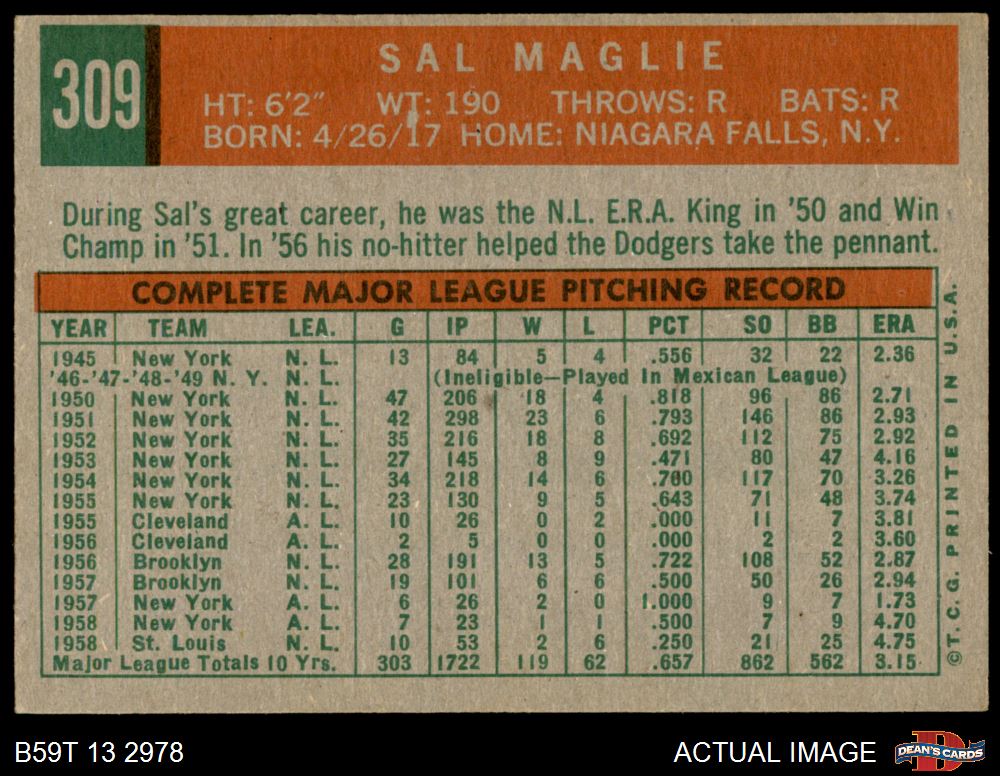 309
SAL MAGLIE
HT: 6'2" WT: 190 THROWS: R BATS: R
BORN: 4/26/17 HOME: NIAGARA FALLS, N.Y.
During Sal's great career, he was the N.L. E.R.A. King in '50 and Win
Champ in '51. In '56 his no-hitter helped the Dodgers take the pennant.
COMPLETE MAJOR LEAGUE PITCHING RECORD
YEAR TEAM LEA. G IP W L PCT SO BB ERA
1945 New York N. L. 13 84 5 4 .556 32 22 2.36
'46-'47-'48-'49 N. Y. N. L. (Ineligible—Played In Mexican League)
1950 New York N. L. 47 206 18 4 .818 96 86 2.71
1951 New York N. L. 42 298 23 6 .793 146 86 2.93
1952 New York N. L. 35 216 18 8 .692 112 75 2.92
1953 New York N. L. 27 145 8 9 .471 80 47 4.16
1954 New York N. L. 34 218 14 6 .700 117 70 3.26
1955 New York N. L. 23 130 9 5 .643 71 48 3.74
1955 Cleveland A. L. 10 26 0 2 .000 11 7 3.81
1956 Cleveland A. L. 2 5 0 0 .000 2 2 3.60
1956 Brooklyn N. L. 28 191 13 5 .722 108 52 2.87
1957 Brooklyn N. L. 19 101 6 6 .500 50 26 2.94
1957 New York A. L. 6 26 2 0 1.000 9 7 1.73
1958 New York A. L. 7 23 1 1 .500 7 9 4.70
1958 St. Louis N. L. 10 53 2 6 .250 21 25 4.75
Major League Totals 10 Yrs. 303 1722 119 62 .657 862 562 3.15
©T.C.G. PRINTED IN U.S.A.
B59T 13 2978
ACTUAL IMAGE
DEAN'S CARDS